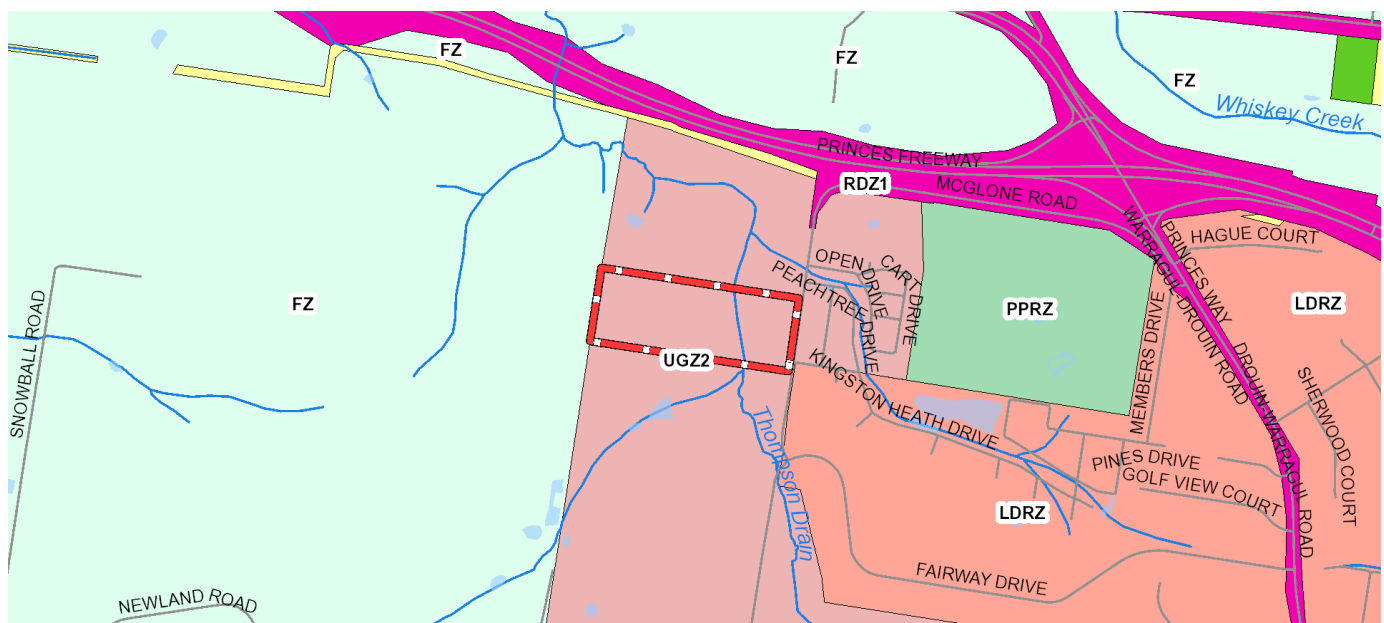 FZ
FZ
FZ
Whiskey Creek
PRINCES FREEWAY
RDZ1
MCGLONE ROAD
WARRAGUL-DROUIN ROAD
PRINCES WAY
HAGUE COURT
OPEN DRIVE
CART DRIVE
PEACHTREE DRIVE
FZ
PPRZ
LDRZ
SNOWBALL ROAD
MEMBERS DRIVE
UGZ2
KINGSTON HEATH DRIVE
DROUIN-WARRAGUL ROAD
SHERWOOD COURT
Thompson Drain
PINES DRIVE
GOLF VIEW COURT
LDRZ
FAIRWAY DRIVE
NEWLAND ROAD